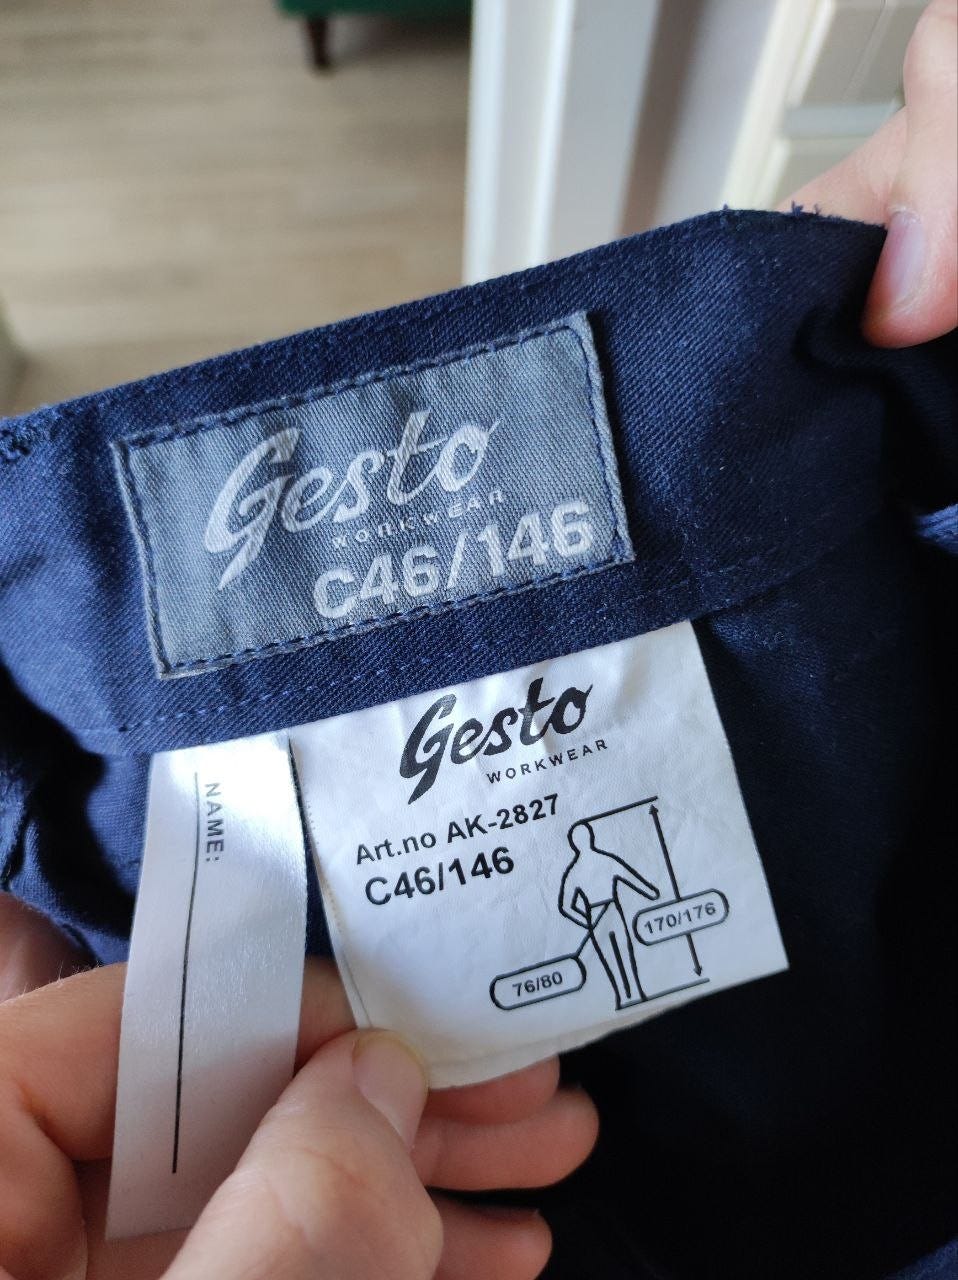 Gesto
WORKWEAR
C46/146
Gesto
WORKWEAR
Art.no AK-2827
C46/146
170/176
76/80
NAME: